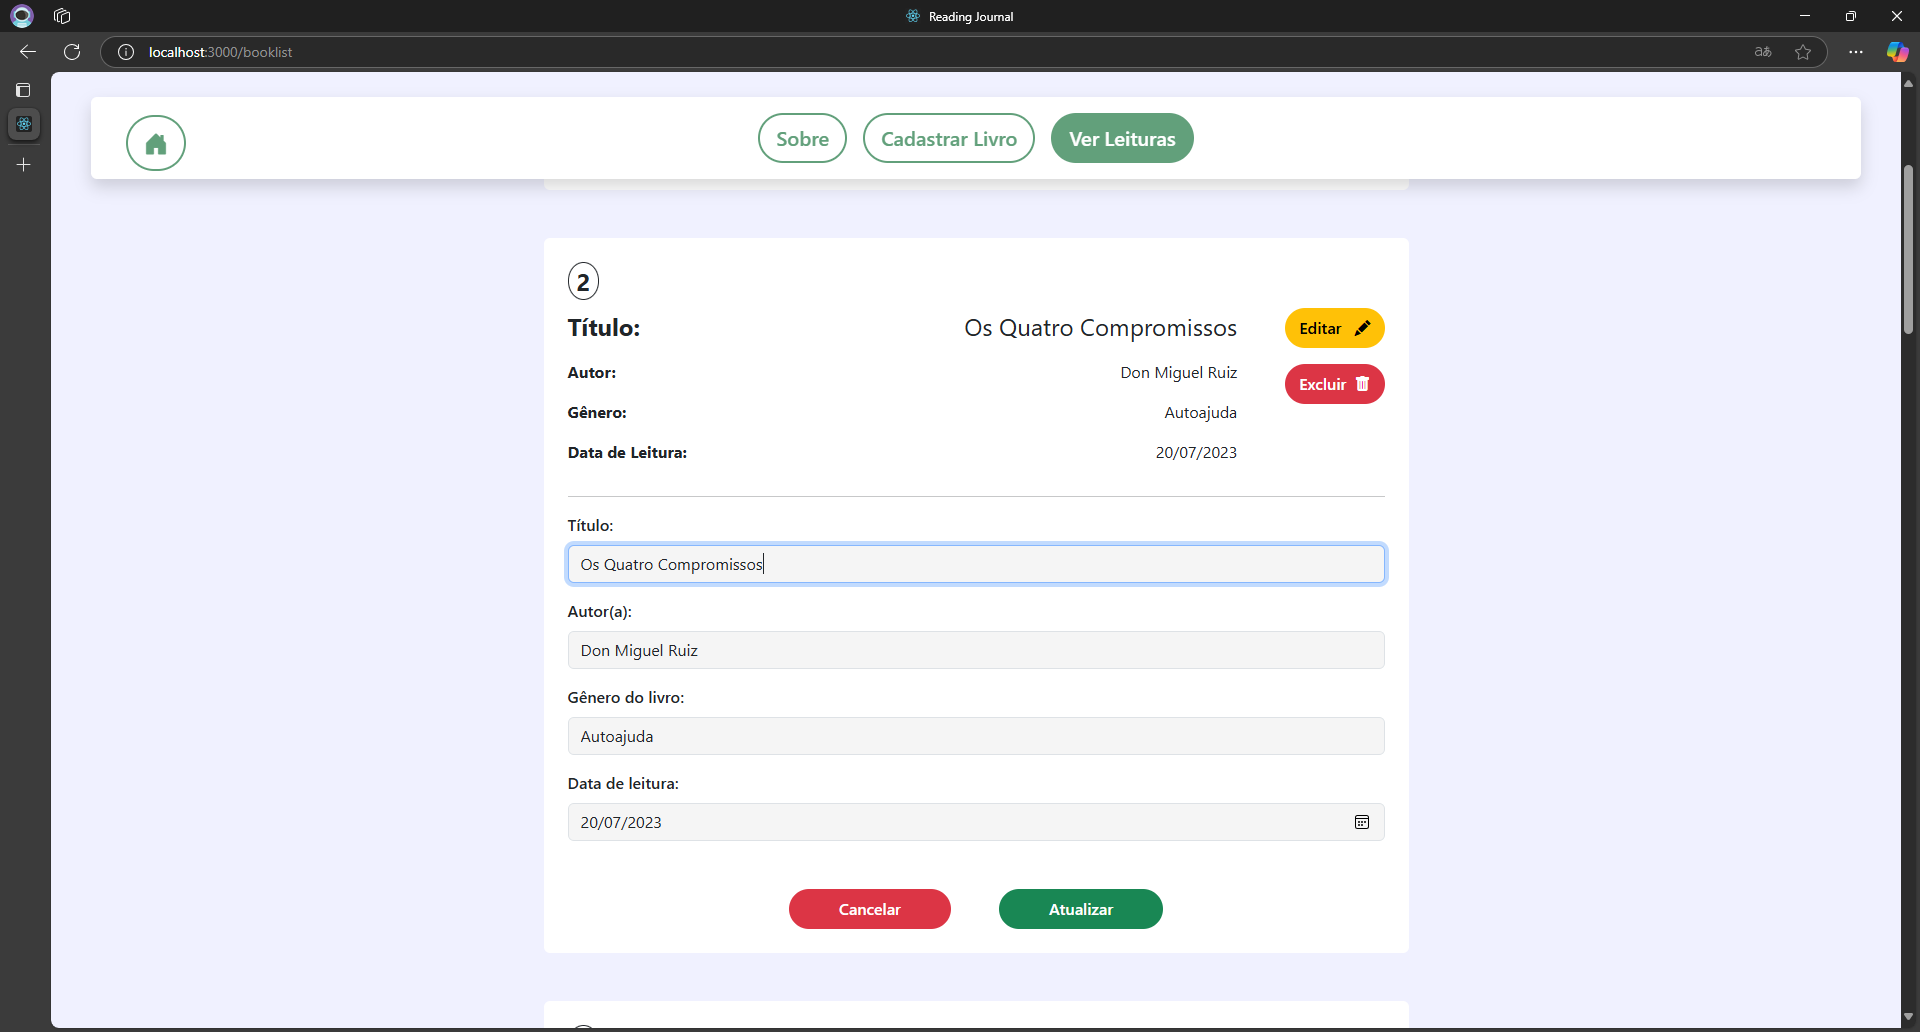 Reading Journal
localhost:3000/booklist
aあ
Sobre
Cadastrar Livro
Ver Leituras
2
Título: Os Quatro Compromissos
Editar
Autor: Don Miguel Ruiz
Excluir
Gênero: Autoajuda
Data de Leitura: 20/07/2023
Título:
Os Quatro Compromissos
Autor(a):
Don Miguel Ruiz
Gênero do livro:
Autoajuda
Data de leitura:
20/07/2023
Cancelar
Atualizar